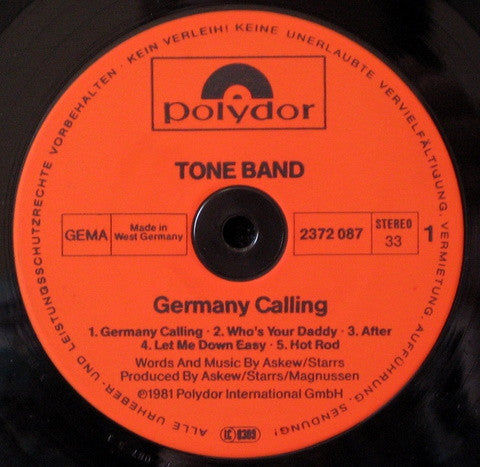 ALLE URHEBER- UND LEISTUNGSSCHUTZRECHTE VORBEHALTEN · KEIN VERLEIH! KEINE UNERLAUBTE VERVIELFÄLTIGUNG, VERMIETUNG, AUFFÜHRUNG, SENDUNG!
polydor
TONE BAND
GEMA
Made in
West Germany
2372 087
STEREO
33
1
Germany Calling
1. Germany Calling · 2. Who's Your Daddy · 3. After
4. Let Me Down Easy · 5. Hot Rod
Words And Music By Askew/Starrs
Produced By Askew/Starrs/Magnussen
©1981 Polydor International GmbH ·
LC 0309